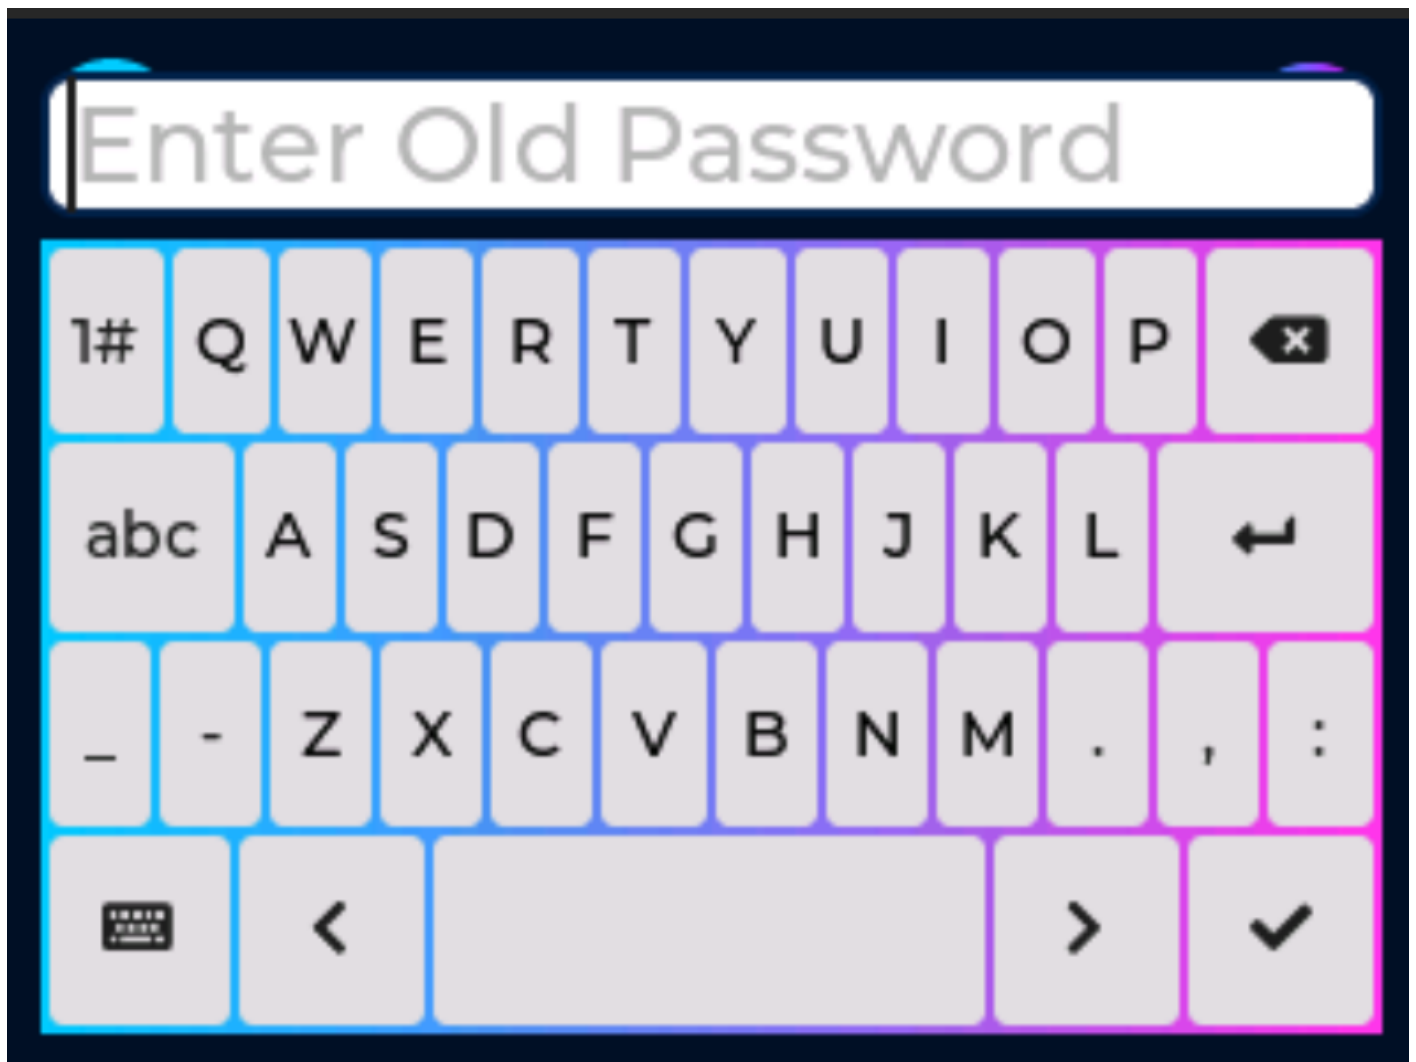 Enter Old Password
1# Q W E R T Y U I O P
abc A S D F G H J K L
_ - Z X C V B N M . , :